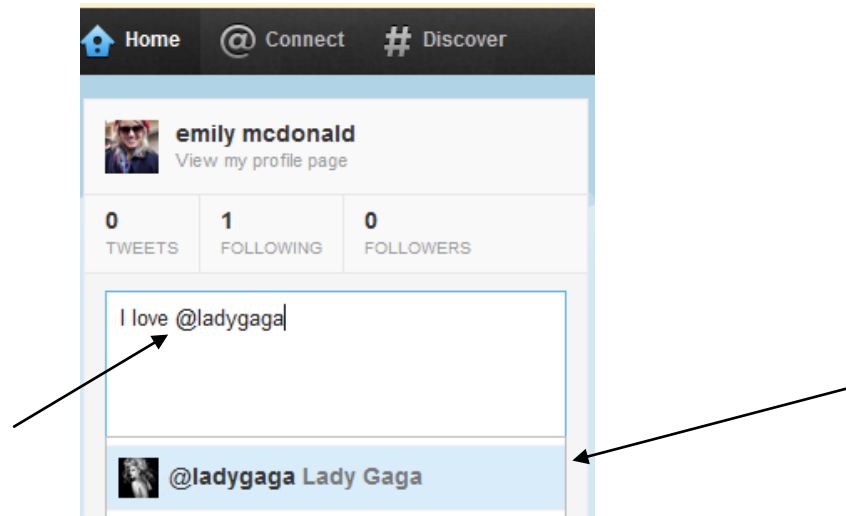 Home @ Connect # Discover
emily mcdonald
View my profile page
0 1 0
TWEETS FOLLOWING FOLLOWERS
I love @ladygaga
@ladygaga Lady Gaga